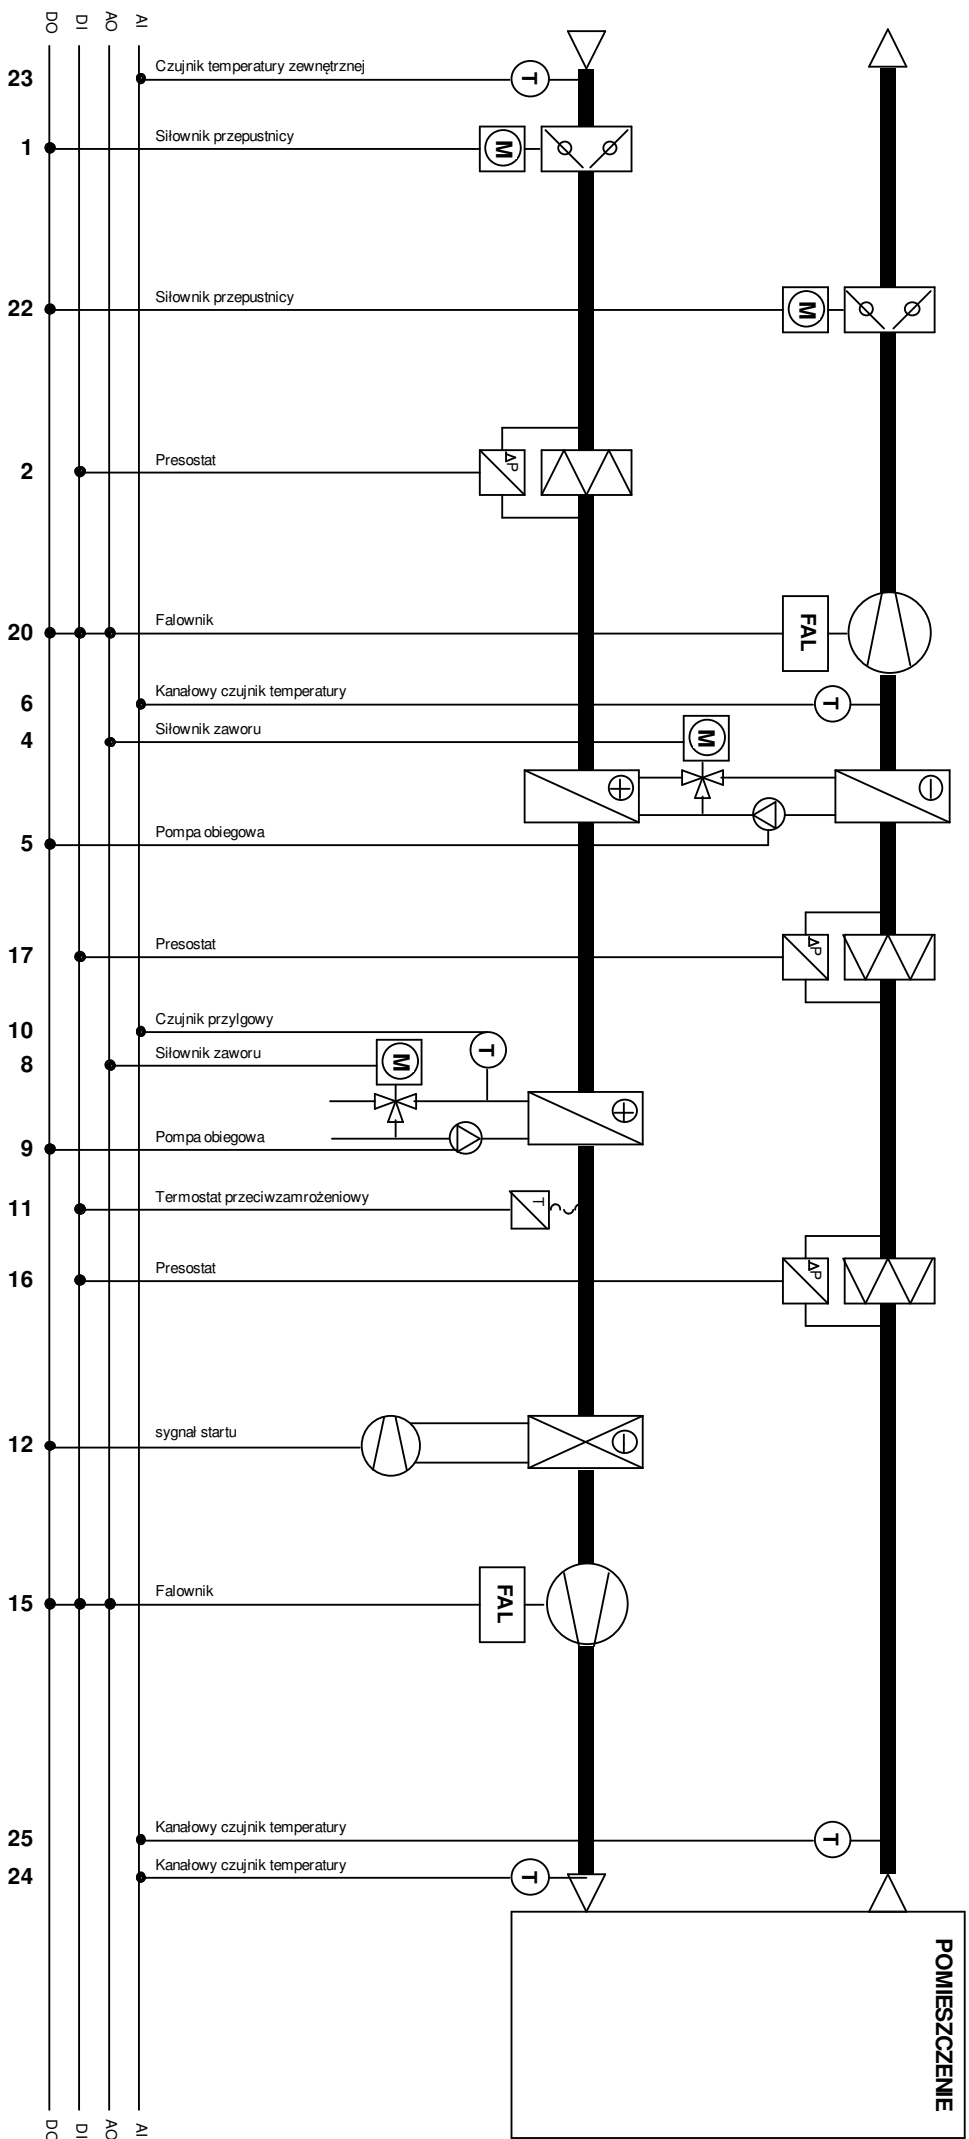 DO
DI
AO
AI
23
Czujnik temperatury zewnętrznej
T
1
Siłownik przepustnicy
M
22
Siłownik przepustnicy
M
2
Presostat
ΔP
20
Falownik
FAL
6
Kanałowy czujnik temperatury
T
4
Siłownik zaworu
M
5
Pompa obiegowa
17
Presostat
ΔP
10
Czujnik przylgowy
T
8
Siłownik zaworu
M
9
Pompa obiegowa
11
Termostat przeciwzamrożeniowy
T
16
Presostat
ΔP
12
sygnał startu
15
Falownik
FAL
25
Kanałowy czujnik temperatury
T
24
Kanałowy czujnik temperatury
T
POMIESZCZENIE
DO
DI
AO
AI